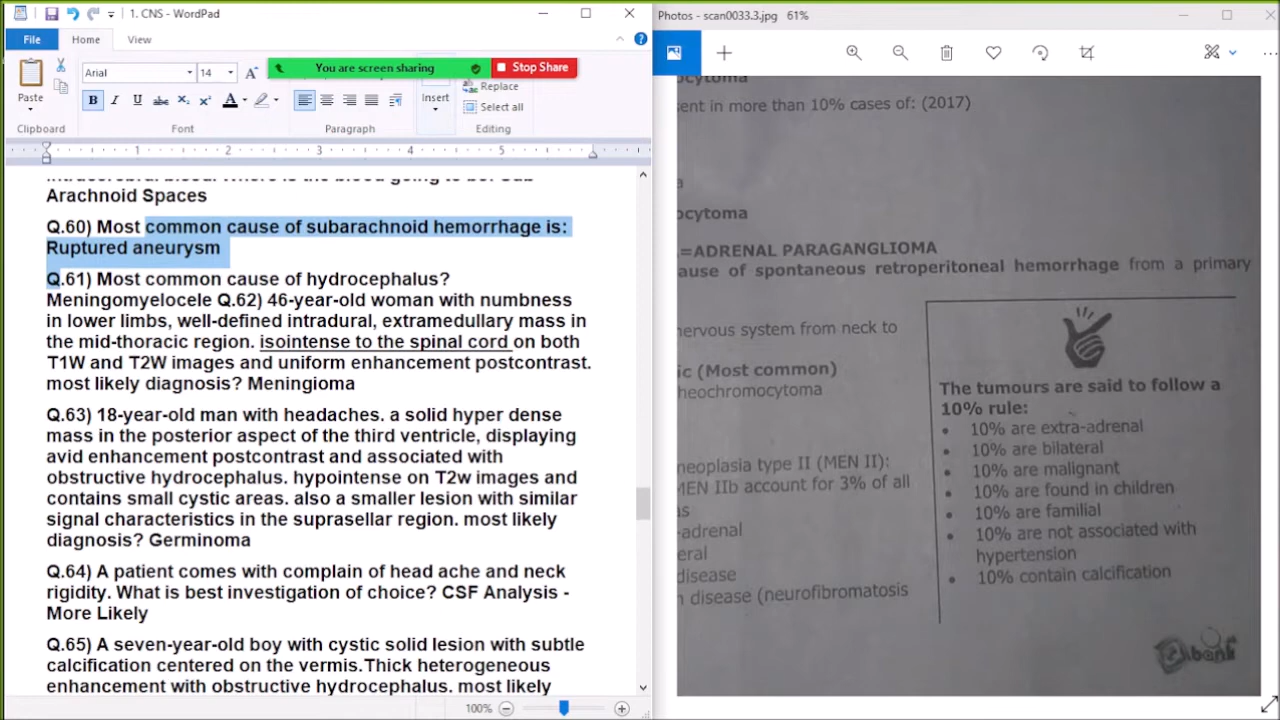 1. CNS - WordPad
File
Home
View
Paste
Clipboard
Arial
14
Font
Paragraph
Insert
Replace
Select all
Editing
You are screen sharing
Stop Share
1
2
3
4
5
Arachnoid Spaces
Q.60) Most common cause of subarachnoid hemorrhage is:
Ruptured aneurysm
Q.61) Most common cause of hydrocephalus?
Meningomyelocele Q.62) 46-year-old woman with numbness
in lower limbs, well-defined intradural, extramedullary mass in
the mid-thoracic region. isointense to the spinal cord on both
T1W and T2W images and uniform enhancement postcontrast.
most likely diagnosis? Meningioma
Q.63) 18-year-old man with headaches. a solid hyper dense
mass in the posterior aspect of the third ventricle, displaying
avid enhancement postcontrast and associated with
obstructive hydrocephalus. hypointense on T2w images and
contains small cystic areas. also a smaller lesion with similar
signal characteristics in the suprasellar region. most likely
diagnosis? Germinoma
Q.64) A patient comes with complain of head ache and neck
rigidity. What is best investigation of choice? CSF Analysis -
More Likely
Q.65) A seven-year-old boy with cystic solid lesion with subtle
calcification centered on the vermis.Thick heterogeneous
enhancement with obstructive hydrocephalus. most likely
100%
Photos - scan0033.3.jpg 61%
ocytoma
sent in more than 10% cases of: (2017)
a
ocytoma
=ADRENAL PARAGANGLIOMA
ause of spontaneous retroperitoneal hemorrhage from a primary
nervous system from neck to
ic (Most common)
heochromocytoma
neoplasia type II (MEN II):
MEN IIb account for 3% of all
as
-adrenal
eral
disease
n disease (neurofibromatosis
The tumours are said to follow a
10% rule:
• 10% are extra-adrenal
• 10% are bilateral
• 10% are malignant
• 10% are found in children
• 10% are familial
• 10% are not associated with
hypertension
• 10% contain calcification
bank